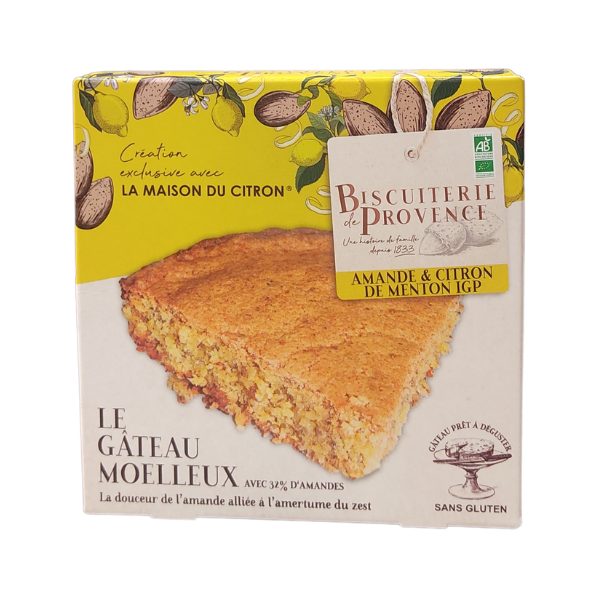 Création
exclusive avec
LA MAISON DU CITRON®
AB
BISCUITERIE
de PROVENCE
Une histoire de famille
depuis 1833
AMANDE & CITRON
DE MENTON IGP
LE
GÂTEAU
MOELLEUX AVEC 32% D'AMANDES
La douceur de l'amande alliée à l'amertume du zest
GÂTEAU PRÊT À DÉGUSTER
SANS GLUTEN